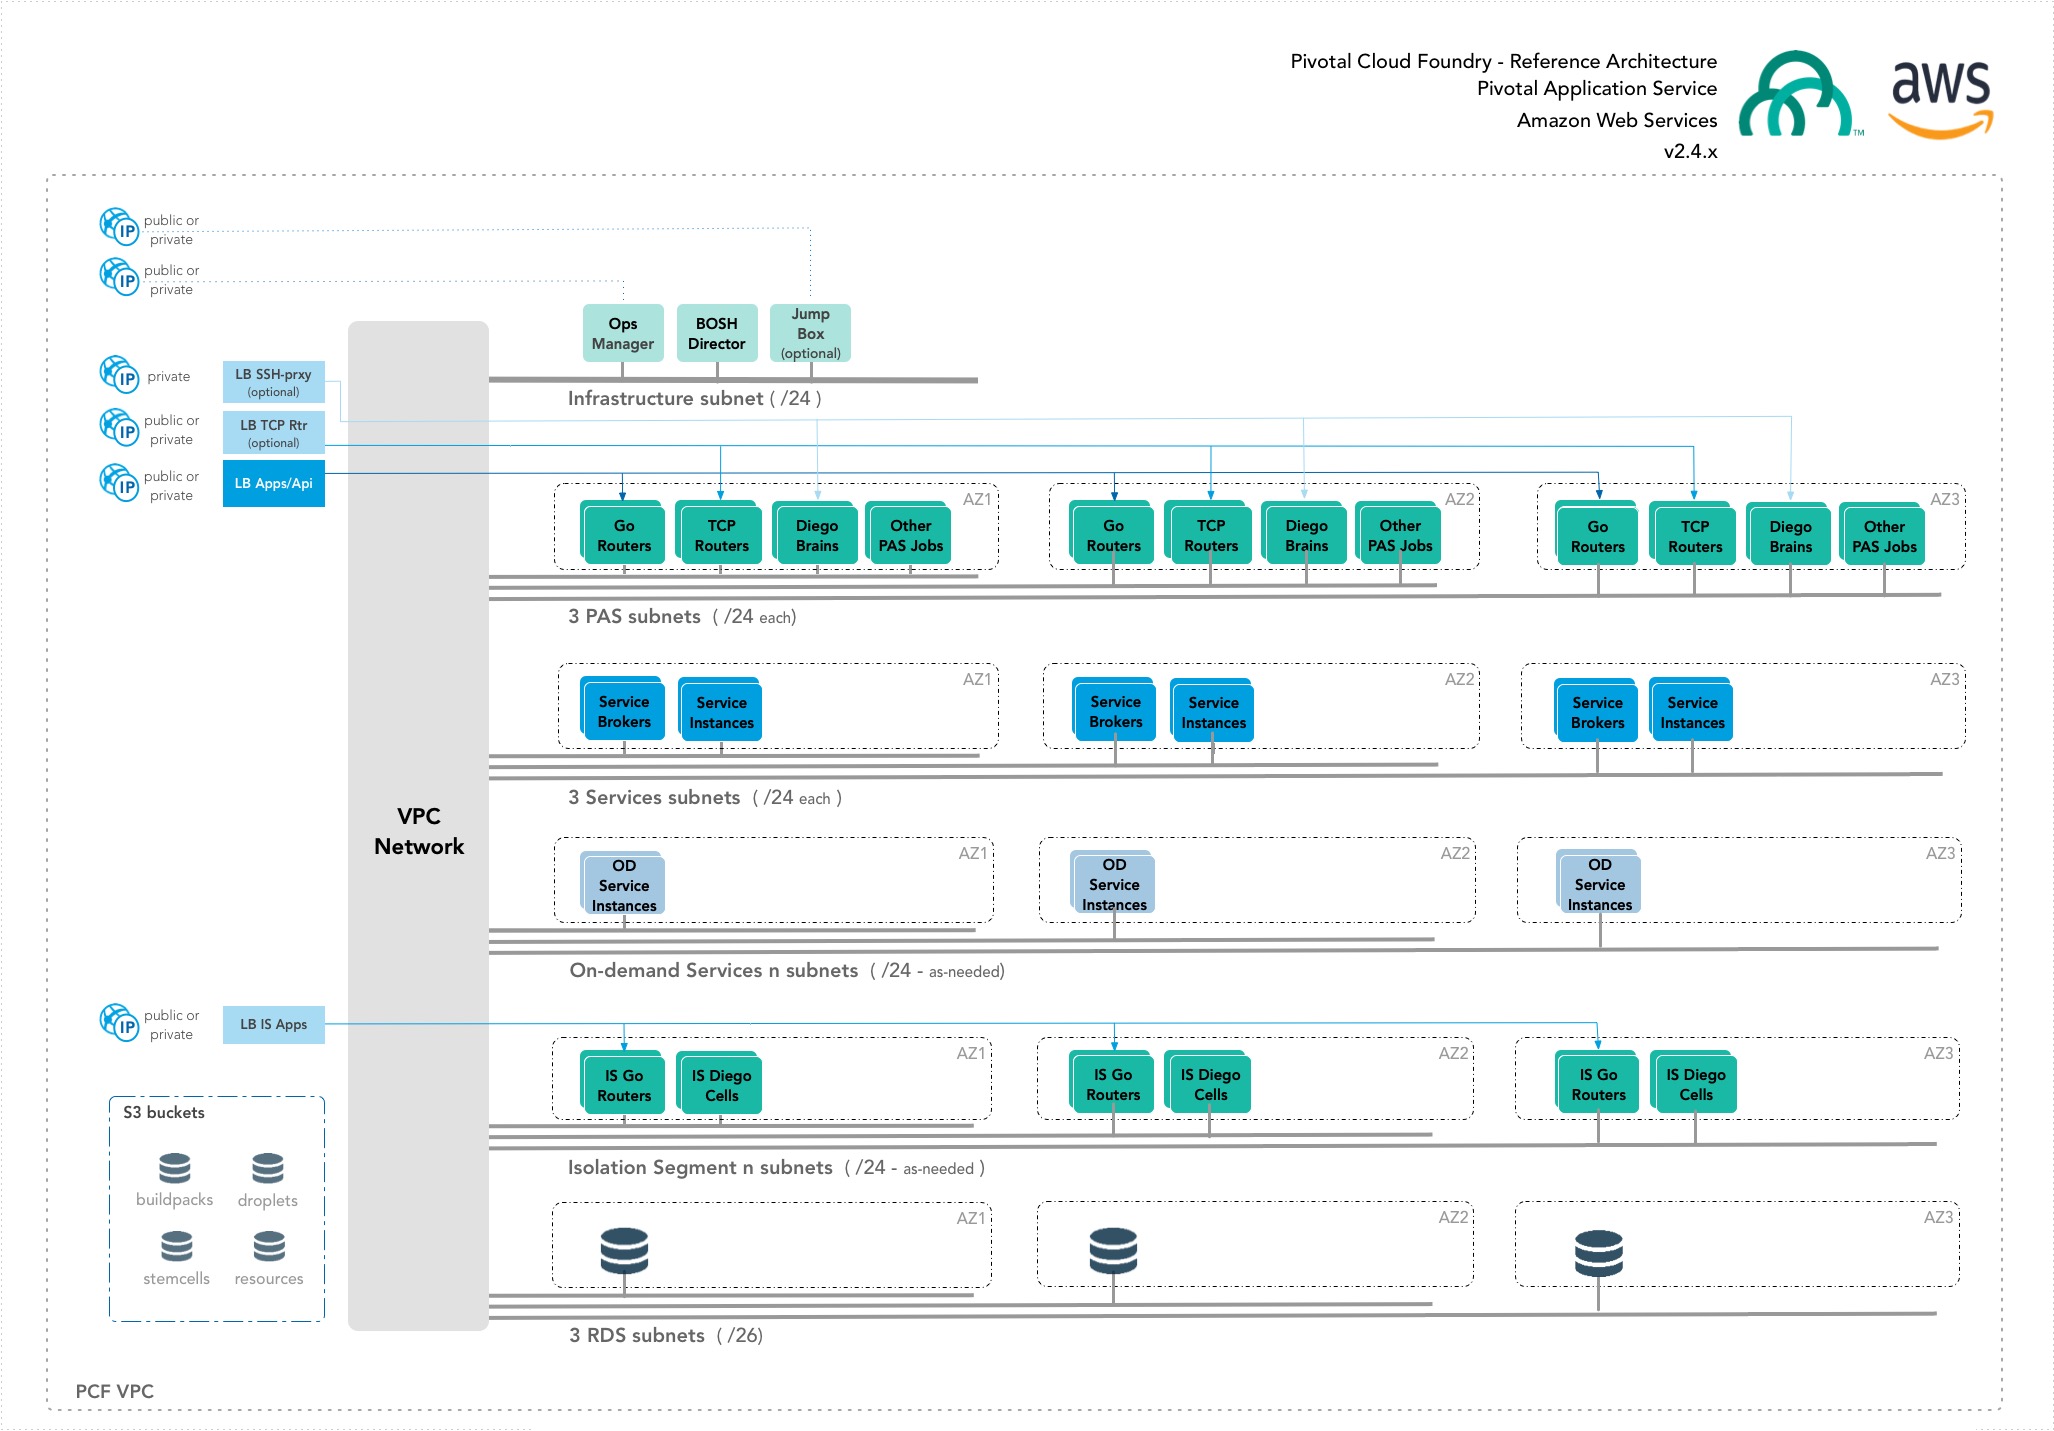 Pivotal Cloud Foundry - Reference Architecture
Pivotal Application Service
Amazon Web Services
v2.4.x
TM
aws
IP
public or
private
IP
public or
private
Ops
Manager
BOSH
Director
Jump
Box
(optional)
Infrastructure subnet ( /24 )
IP
private
LB SSH-prxy
(optional)
IP
public or
private
LB TCP Rtr
(optional)
IP
public or
private
LB Apps/Api
VPC
Network
AZ1
Go
Routers
TCP
Routers
Diego
Brains
Other
PAS Jobs
AZ2
Go
Routers
TCP
Routers
Diego
Brains
Other
PAS Jobs
AZ3
Go
Routers
TCP
Routers
Diego
Brains
Other
PAS Jobs
3 PAS subnets ( /24 each)
AZ1
Service
Brokers
Service
Instances
AZ2
Service
Brokers
Service
Instances
AZ3
Service
Brokers
Service
Instances
3 Services subnets ( /24 each )
AZ1
OD
Service
Instances
AZ2
OD
Service
Instances
AZ3
OD
Service
Instances
On-demand Services n subnets ( /24 - as-needed)
IP
public or
private
LB IS Apps
AZ1
IS Go
Routers
IS Diego
Cells
AZ2
IS Go
Routers
IS Diego
Cells
AZ3
IS Go
Routers
IS Diego
Cells
Isolation Segment n subnets ( /24 - as-needed )
S3 buckets
buildpacks
droplets
stemcells
resources
AZ1
AZ2
AZ3
3 RDS subnets ( /26)
PCF VPC